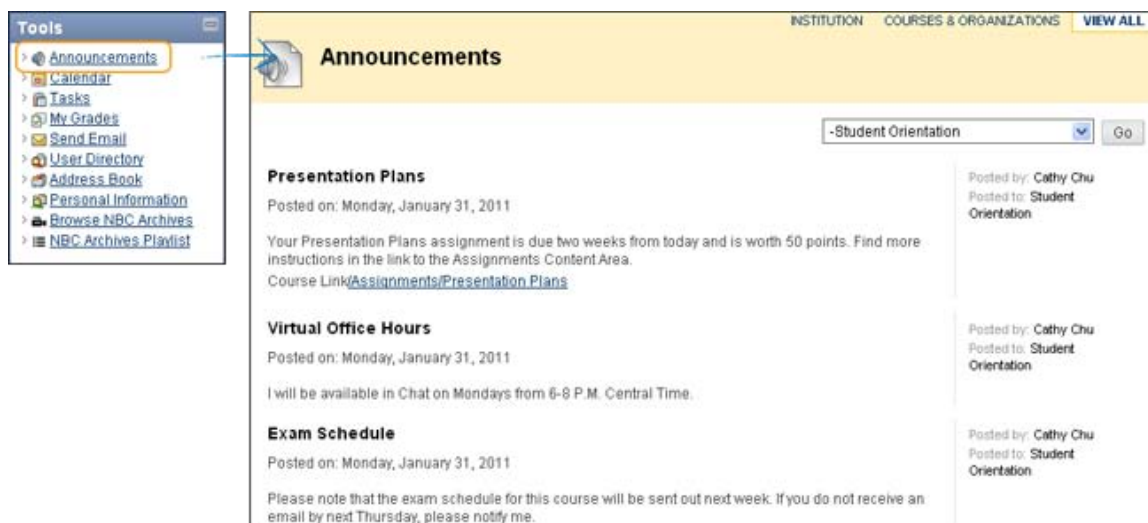 Tools
Announcements
Calendar
Tasks
My Grades
Send Email
User Directory
Address Book
Personal Information
Browse NBC Archives
NBC Archives Playlist
INSTITUTION COURSES & ORGANIZATIONS VIEW ALL
Announcements
-Student Orientation Go
Presentation Plans
Posted on: Monday, January 31, 2011
Your Presentation Plans assignment is due two weeks from today and is worth 50 points. Find more
instructions in the link to the Assignments Content Area.
Course Link/Assignments/Presentation Plans
Posted by: Cathy Chu
Posted to: Student
Orientation
Virtual Office Hours
Posted on: Monday, January 31, 2011
I will be available in Chat on Mondays from 6-8 P.M. Central Time.
Posted by: Cathy Chu
Posted to: Student
Orientation
Exam Schedule
Posted on: Monday, January 31, 2011
Please note that the exam schedule for this course will be sent out next week. If you do not receive an
email by next Thursday, please notify me.
Posted by: Cathy Chu
Posted to: Student
Orientation